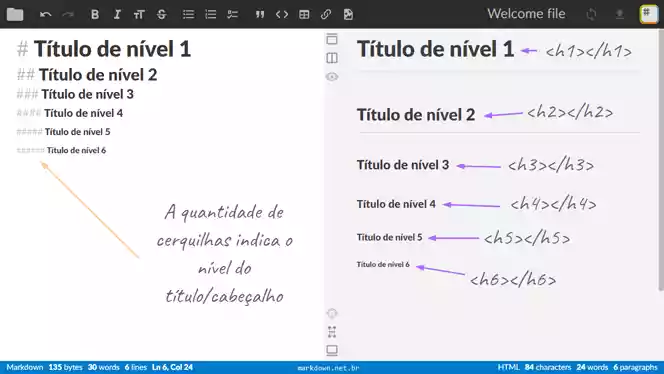 Welcome file
# Título de nível 1
## Título de nível 2
### Título de nível 3
#### Título de nível 4
##### Título de nível 5
###### Título de nível 6
A quantidade de
cerquilhas indica o
nível do
título/cabeçalho
Título de nível 1 <h1></h1>
Título de nível 2 <h2></h2>
Título de nível 3 <h3></h3>
Título de nível 4 <h4></h4>
Título de nível 5 <h5></h5>
Título de nível 6 <h6></h6>
Markdown 135 bytes 30 words 6 lines Ln 6, Col 24 markdown.net.br HTML 84 characters 24 words 6 paragraphs